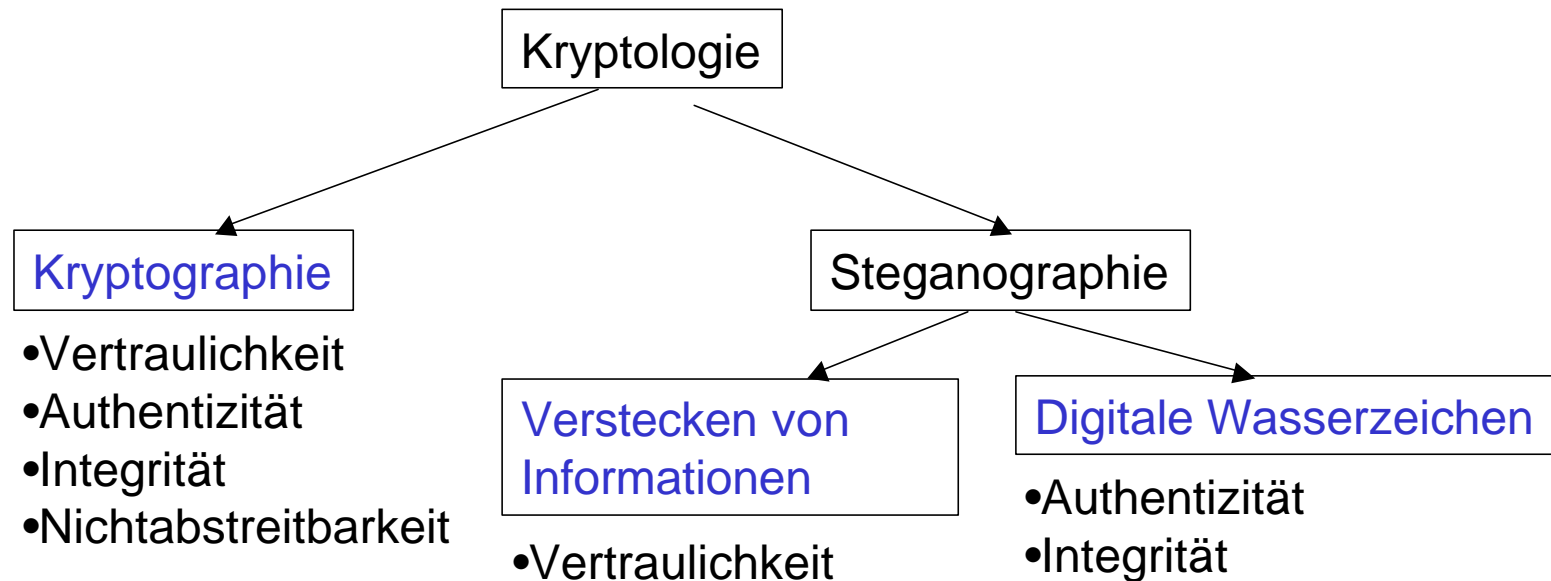 Kryptologie
Kryptographie
•Vertraulichkeit
•Authentizität
•Integrität
•Nichtabstreitbarkeit
Steganographie
Verstecken von
Informationen
•Vertraulichkeit
Digitale Wasserzeichen
•Authentizität
•Integrität